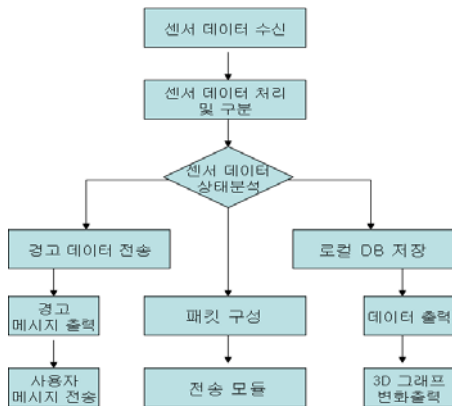 센서 데이터 수신
센서 데이터 처리
및 구분
센서 데이터
상태분석
경고 데이터 전송
로컬 DB 저장
경고
메시지 출력
패킷 구성
데이터 출력
사용자
메시지 전송
전송 모듈
3D 그래프
변화출력